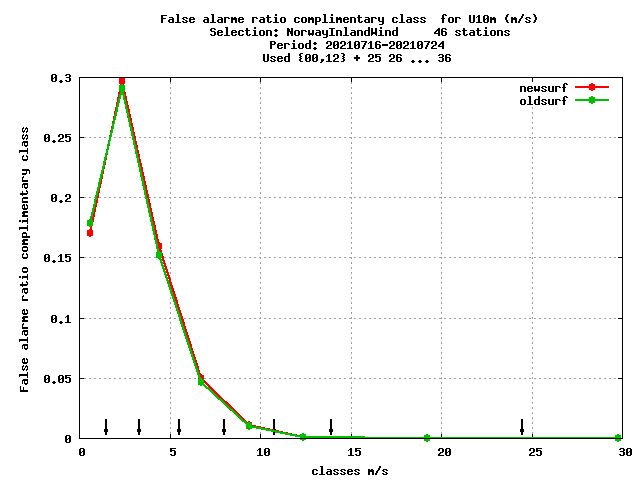 False alarme ratio complimentary class  for U10m (m/s)
Selection: NorwayInlandWind     46 stations
Period: 20210716-20210724
Used {00,12} + 25 26 ... 36
newsurf
oldsurf
False alarme ratio complimentary class
0.3
0.25
0.2
0.15
0.1
0.05
0
0 5 10 15 20 25 30
classes m/s